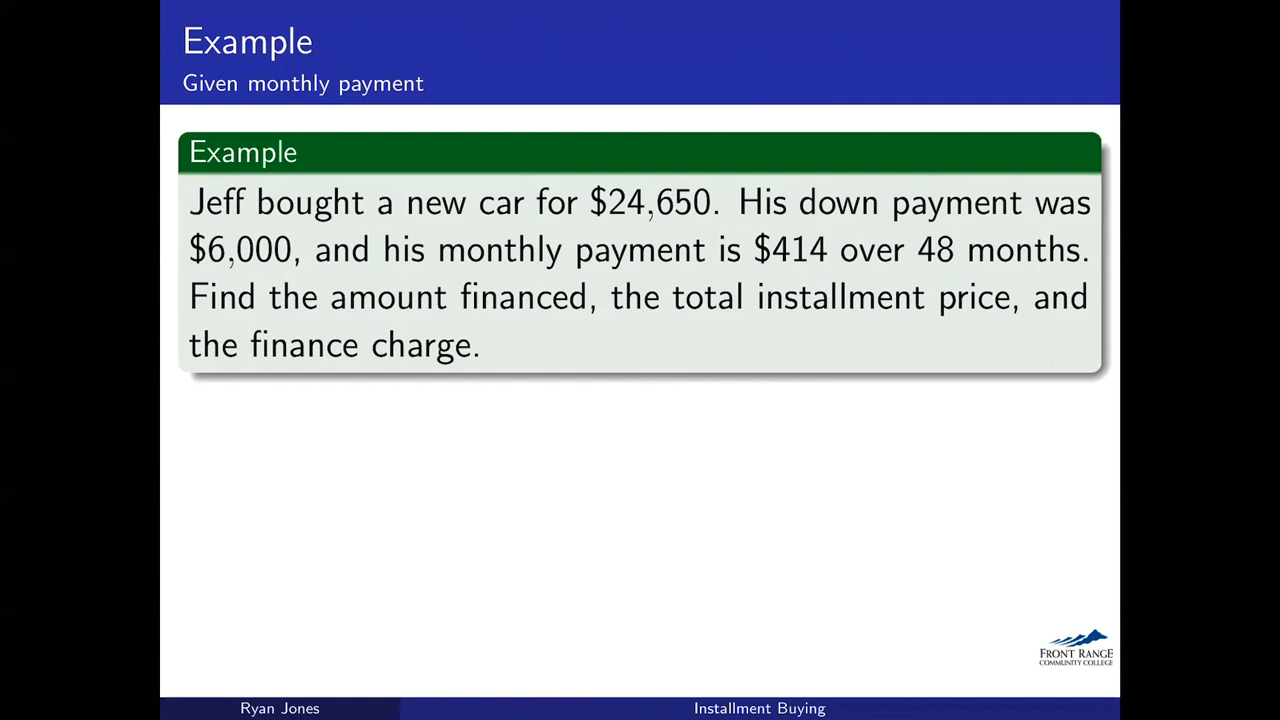 Example
Given monthly payment
Example
Jeff bought a new car for $24,650. His down payment was
$6,000, and his monthly payment is $414 over 48 months.
Find the amount financed, the total installment price, and
the finance charge.
FRONT RANGE
COMMUNITY COLLEGE
Ryan Jones
Installment Buying